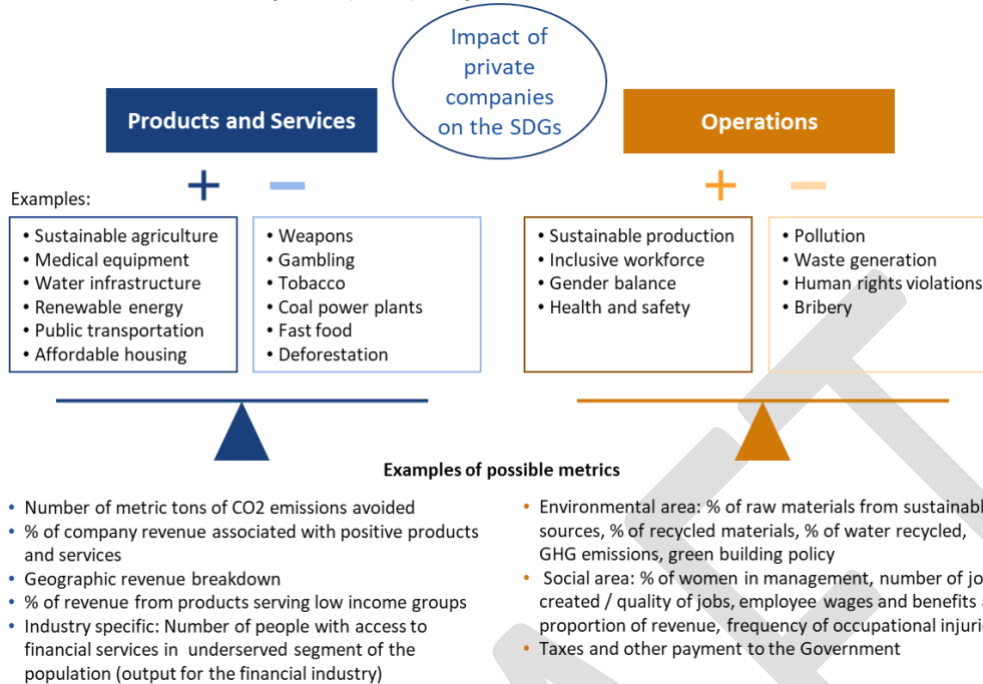 Impact of
private
companies
on the SDGs
Products and Services
Operations
+ −
+ −
Examples:
• Sustainable agriculture
• Medical equipment
• Water infrastructure
• Renewable energy
• Public transportation
• Affordable housing
• Weapons
• Gambling
• Tobacco
• Coal power plants
• Fast food
• Deforestation
• Sustainable production
• Inclusive workforce
• Gender balance
• Health and safety
• Pollution
• Waste generation
• Human rights violations
• Bribery
Examples of possible metrics
• Number of metric tons of CO2 emissions avoided
• % of company revenue associated with positive products
and services
• Geographic revenue breakdown
• % of revenue from products serving low income groups
• Industry specific: Number of people with access to
financial services in underserved segment of the
population (output for the financial industry)
• Environmental area: % of raw materials from sustainabl
sources, % of recycled materials, % of water recycled,
GHG emissions, green building policy
• Social area: % of women in management, number of jo
created / quality of jobs, employee wages and benefits a
proportion of revenue, frequency of occupational injurie
• Taxes and other payment to the Government